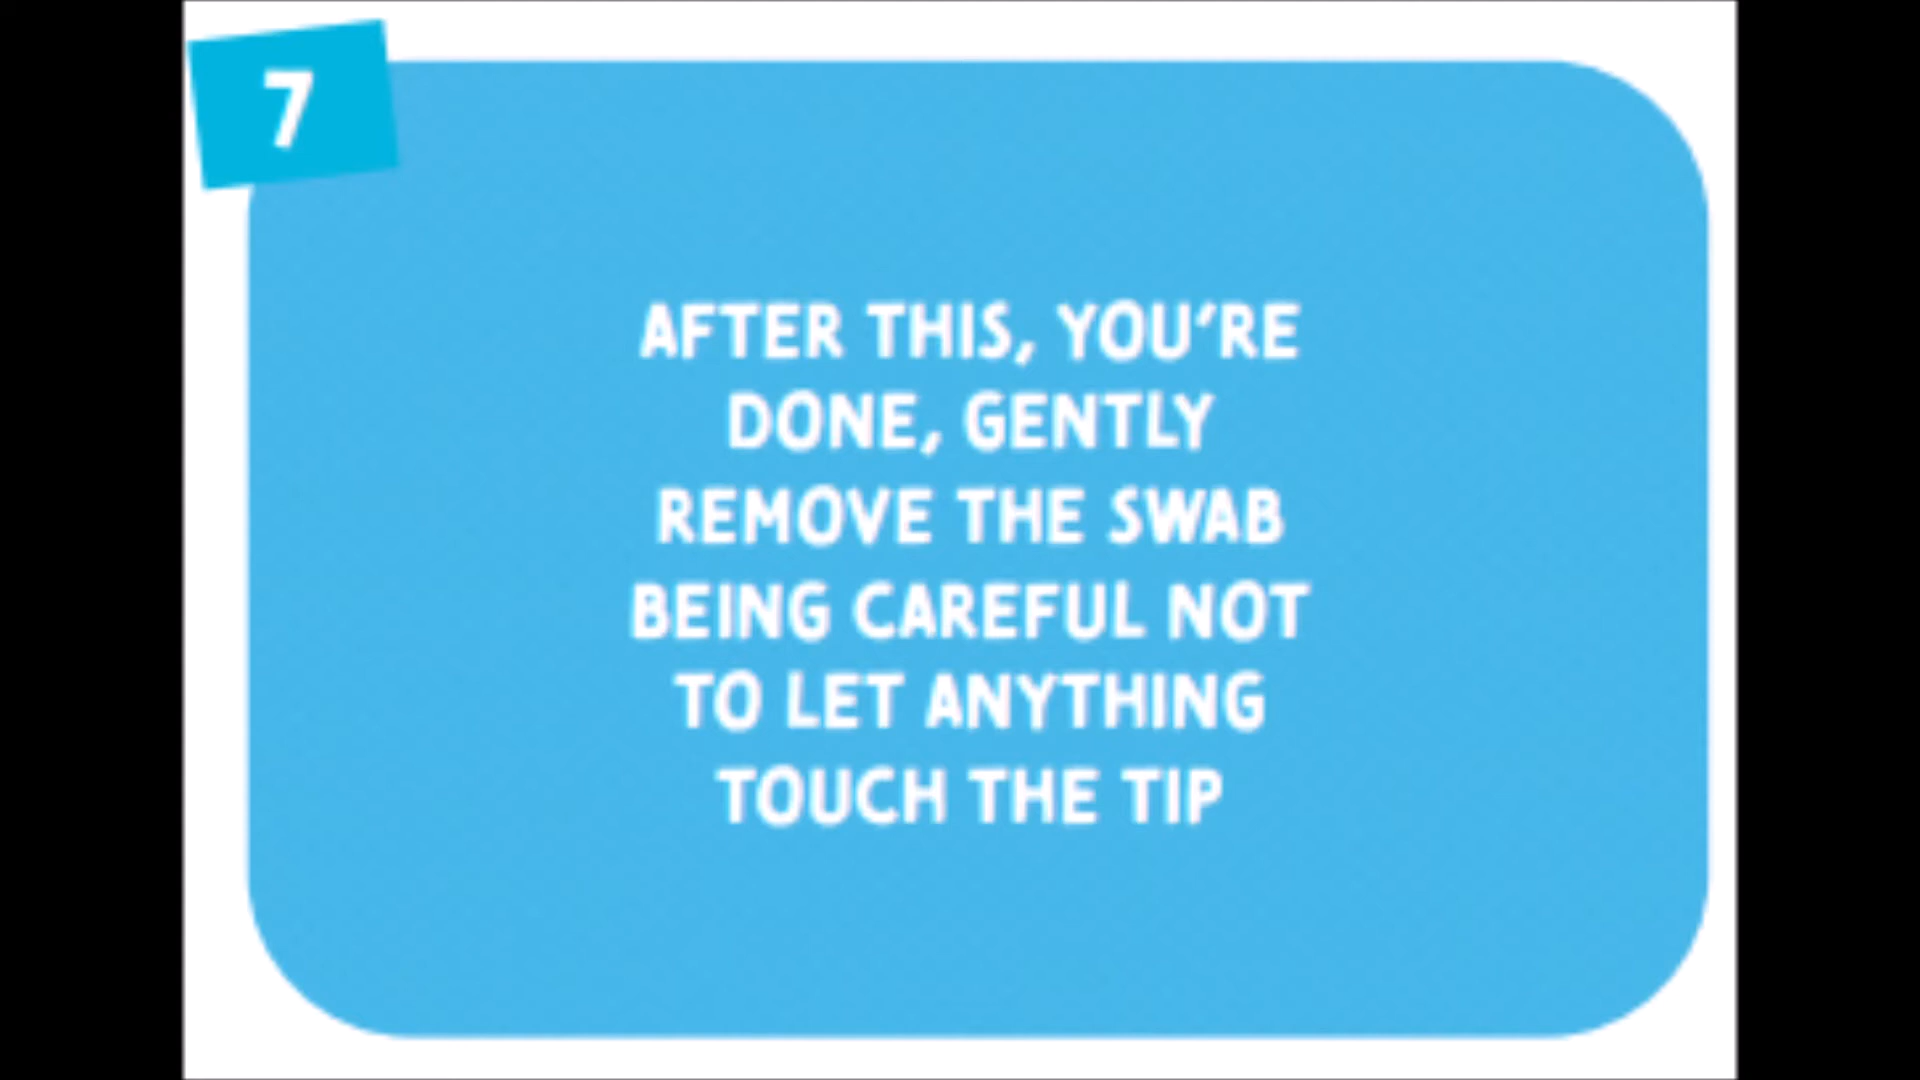 7
AFTER THIS, YOU'RE
DONE, GENTLY
REMOVE THE SWAB
BEING CAREFUL NOT
TO LET ANYTHING
TOUCH THE TIP